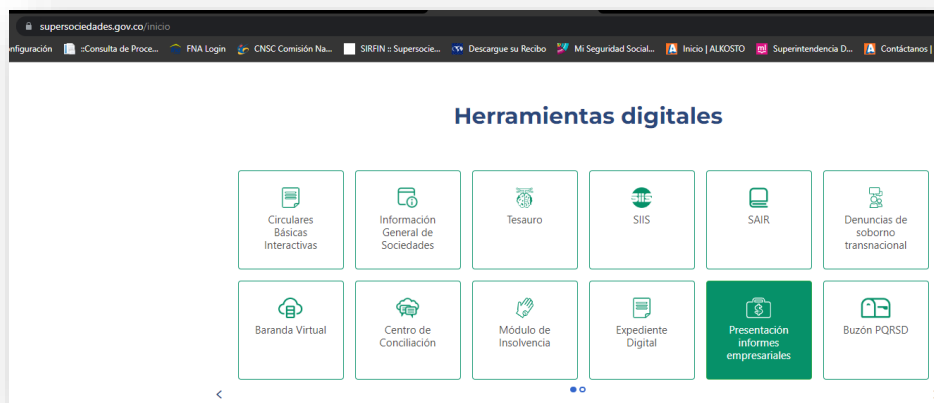 supersociedades.gov.co/inicio
nfiguración ::Consulta de Proce... FNA Login CNSC Comisión Na... SIRFIN :: Supersocie... Descargue su Recibo Mi Seguridad Social... Inicio | ALKOSTO Superintendencia D... Contáctanos |
Herramientas digitales
Circulares
Básicas
Interactivas
Información
General de
Sociedades
Tesauro
SIIS
SIIS
SAIR
Denuncias de
soborno
transnacional
Baranda Virtual
Centro de
Conciliación
Módulo de
Insolvencia
Expediente
Digital
Presentación
informes
empresariales
Buzón PQRSD